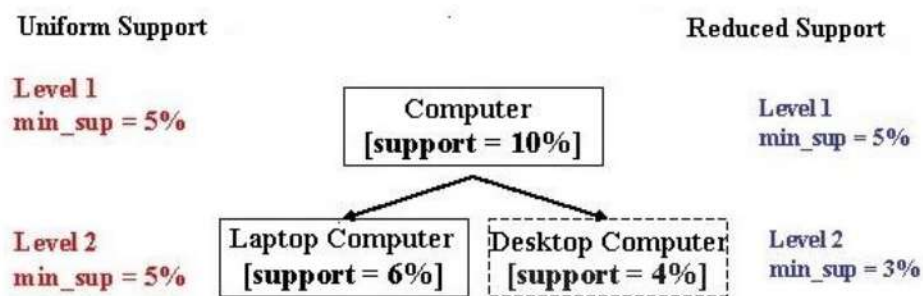 Uniform Support
Reduced Support
Level 1
min_sup = 5%
Computer
[support = 10%]
Level 1
min_sup = 5%
Level 2
min_sup = 5%
Laptop Computer
[support = 6%]
Desktop Computer
[support = 4%]
Level 2
min_sup = 3%